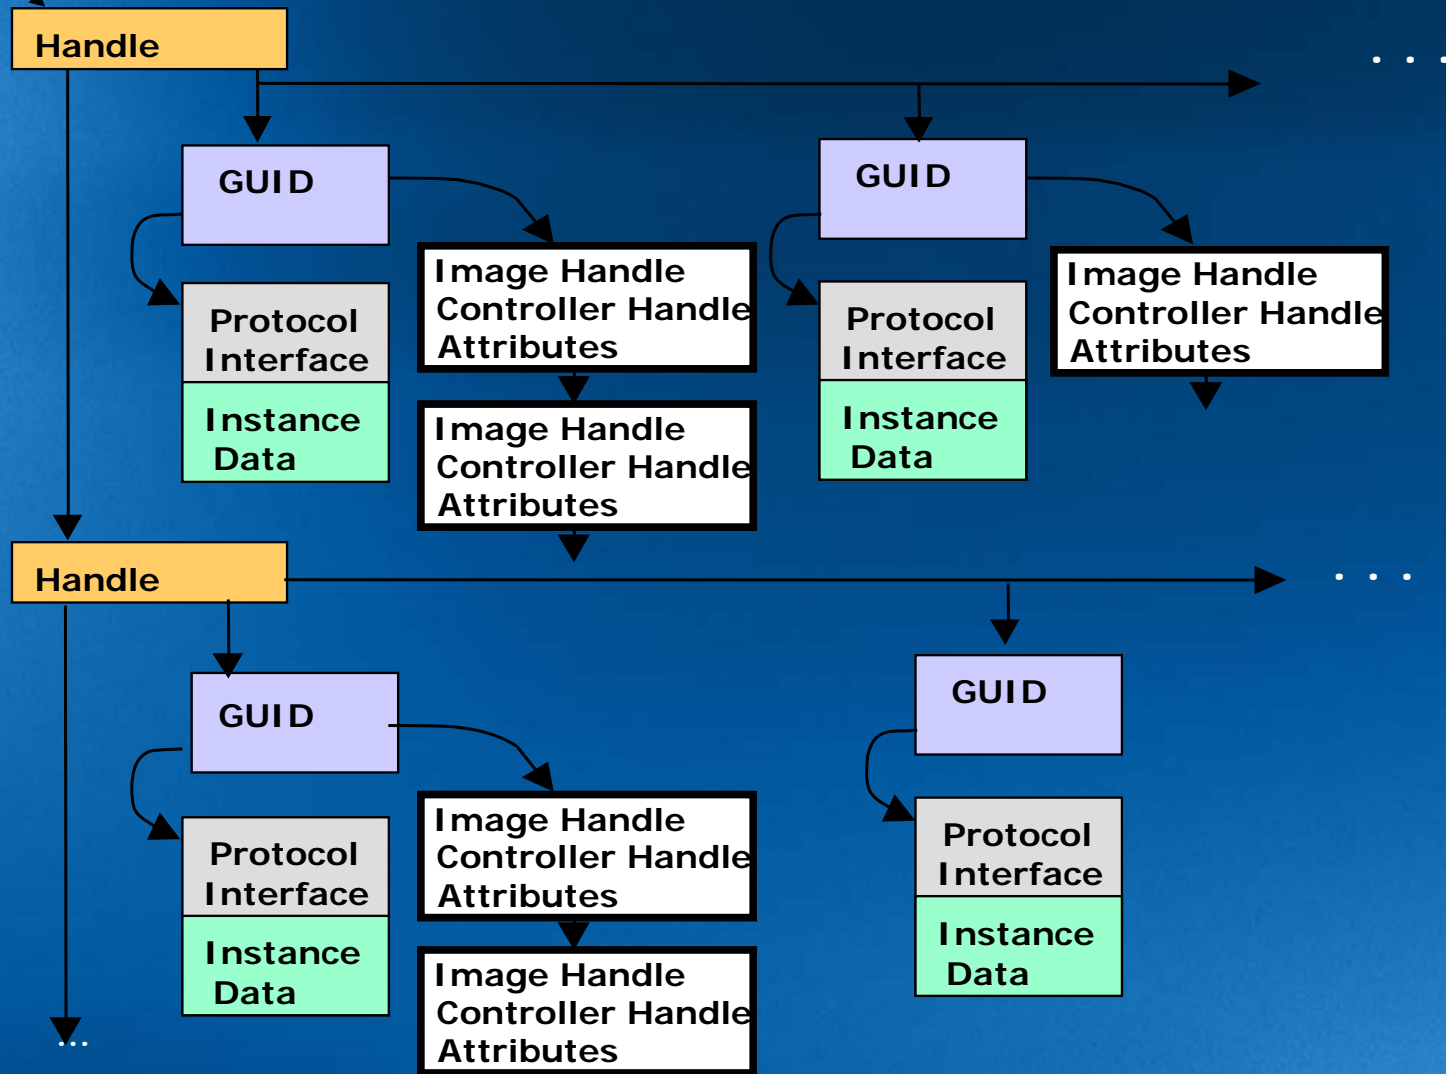 Handle
. . .
GUID
GUID
Image Handle
Controller Handle
Attributes
Image Handle
Controller Handle
Attributes
Protocol
Interface
Instance
Data
Protocol
Interface
Instance
Data
Image Handle
Controller Handle
Attributes
Handle
. . .
GUID
GUID
Image Handle
Controller Handle
Attributes
Protocol
Interface
Instance
Data
Protocol
Interface
Instance
Data
Image Handle
Controller Handle
Attributes
...